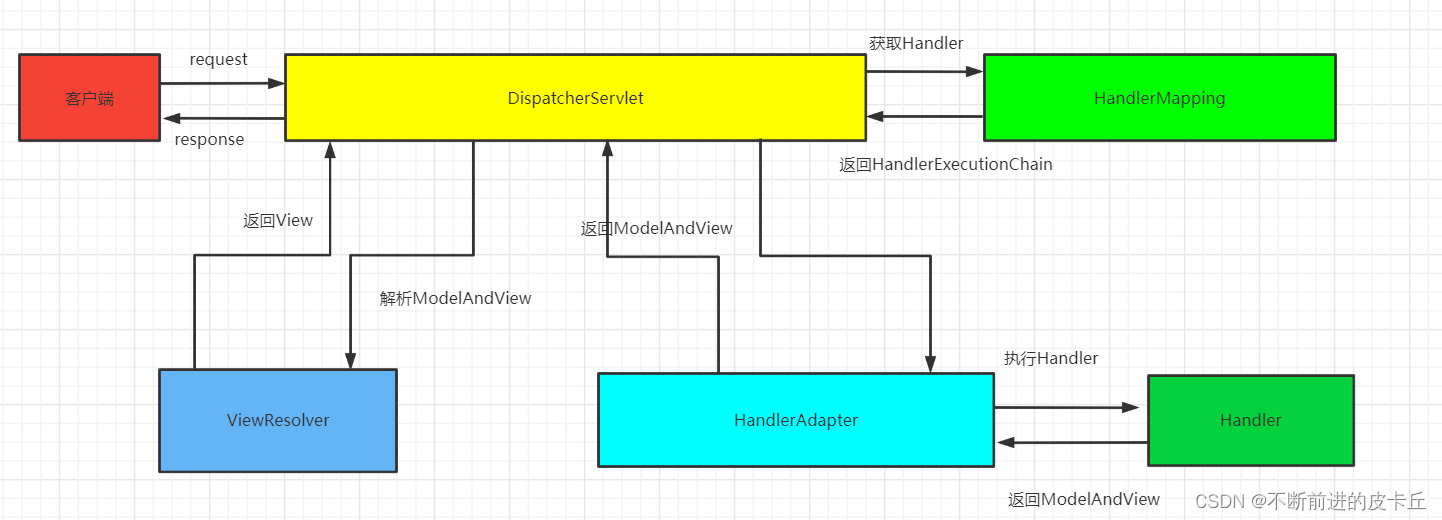 获取Handler
request
客户端
DispatcherServlet
HandlerMapping
response
返回HandlerExecutionChain
返回View
返回ModelAndView
解析ModelAndView
执行Handler
ViewResolver
HandlerAdapter
Handler
返回ModelAndView
CSDN @不断前进的皮卡丘